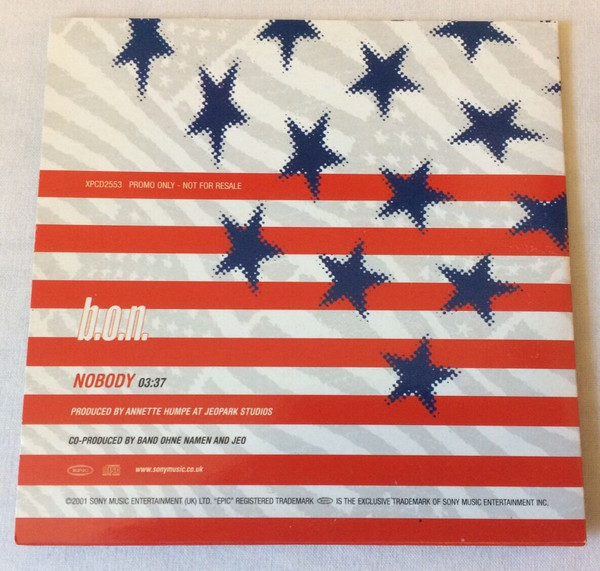 XPCD2553 PROMO ONLY - NOT FOR RESALE
b.o.n.
NOBODY 03:37
PRODUCED BY ANNETTE HUMPE AT JEOPARK STUDIOS
CO-PRODUCED BY BAND OHNE NAMEN AND JEO
EPIC www.sonymusic.co.uk
©2001 SONY MUSIC ENTERTAINMENT (UK) LTD. "EPIC" REGISTERED TRADEMARK EPIC IS THE EXCLUSIVE TRADEMARK OF SONY MUSIC ENTERTAINMENT INC.